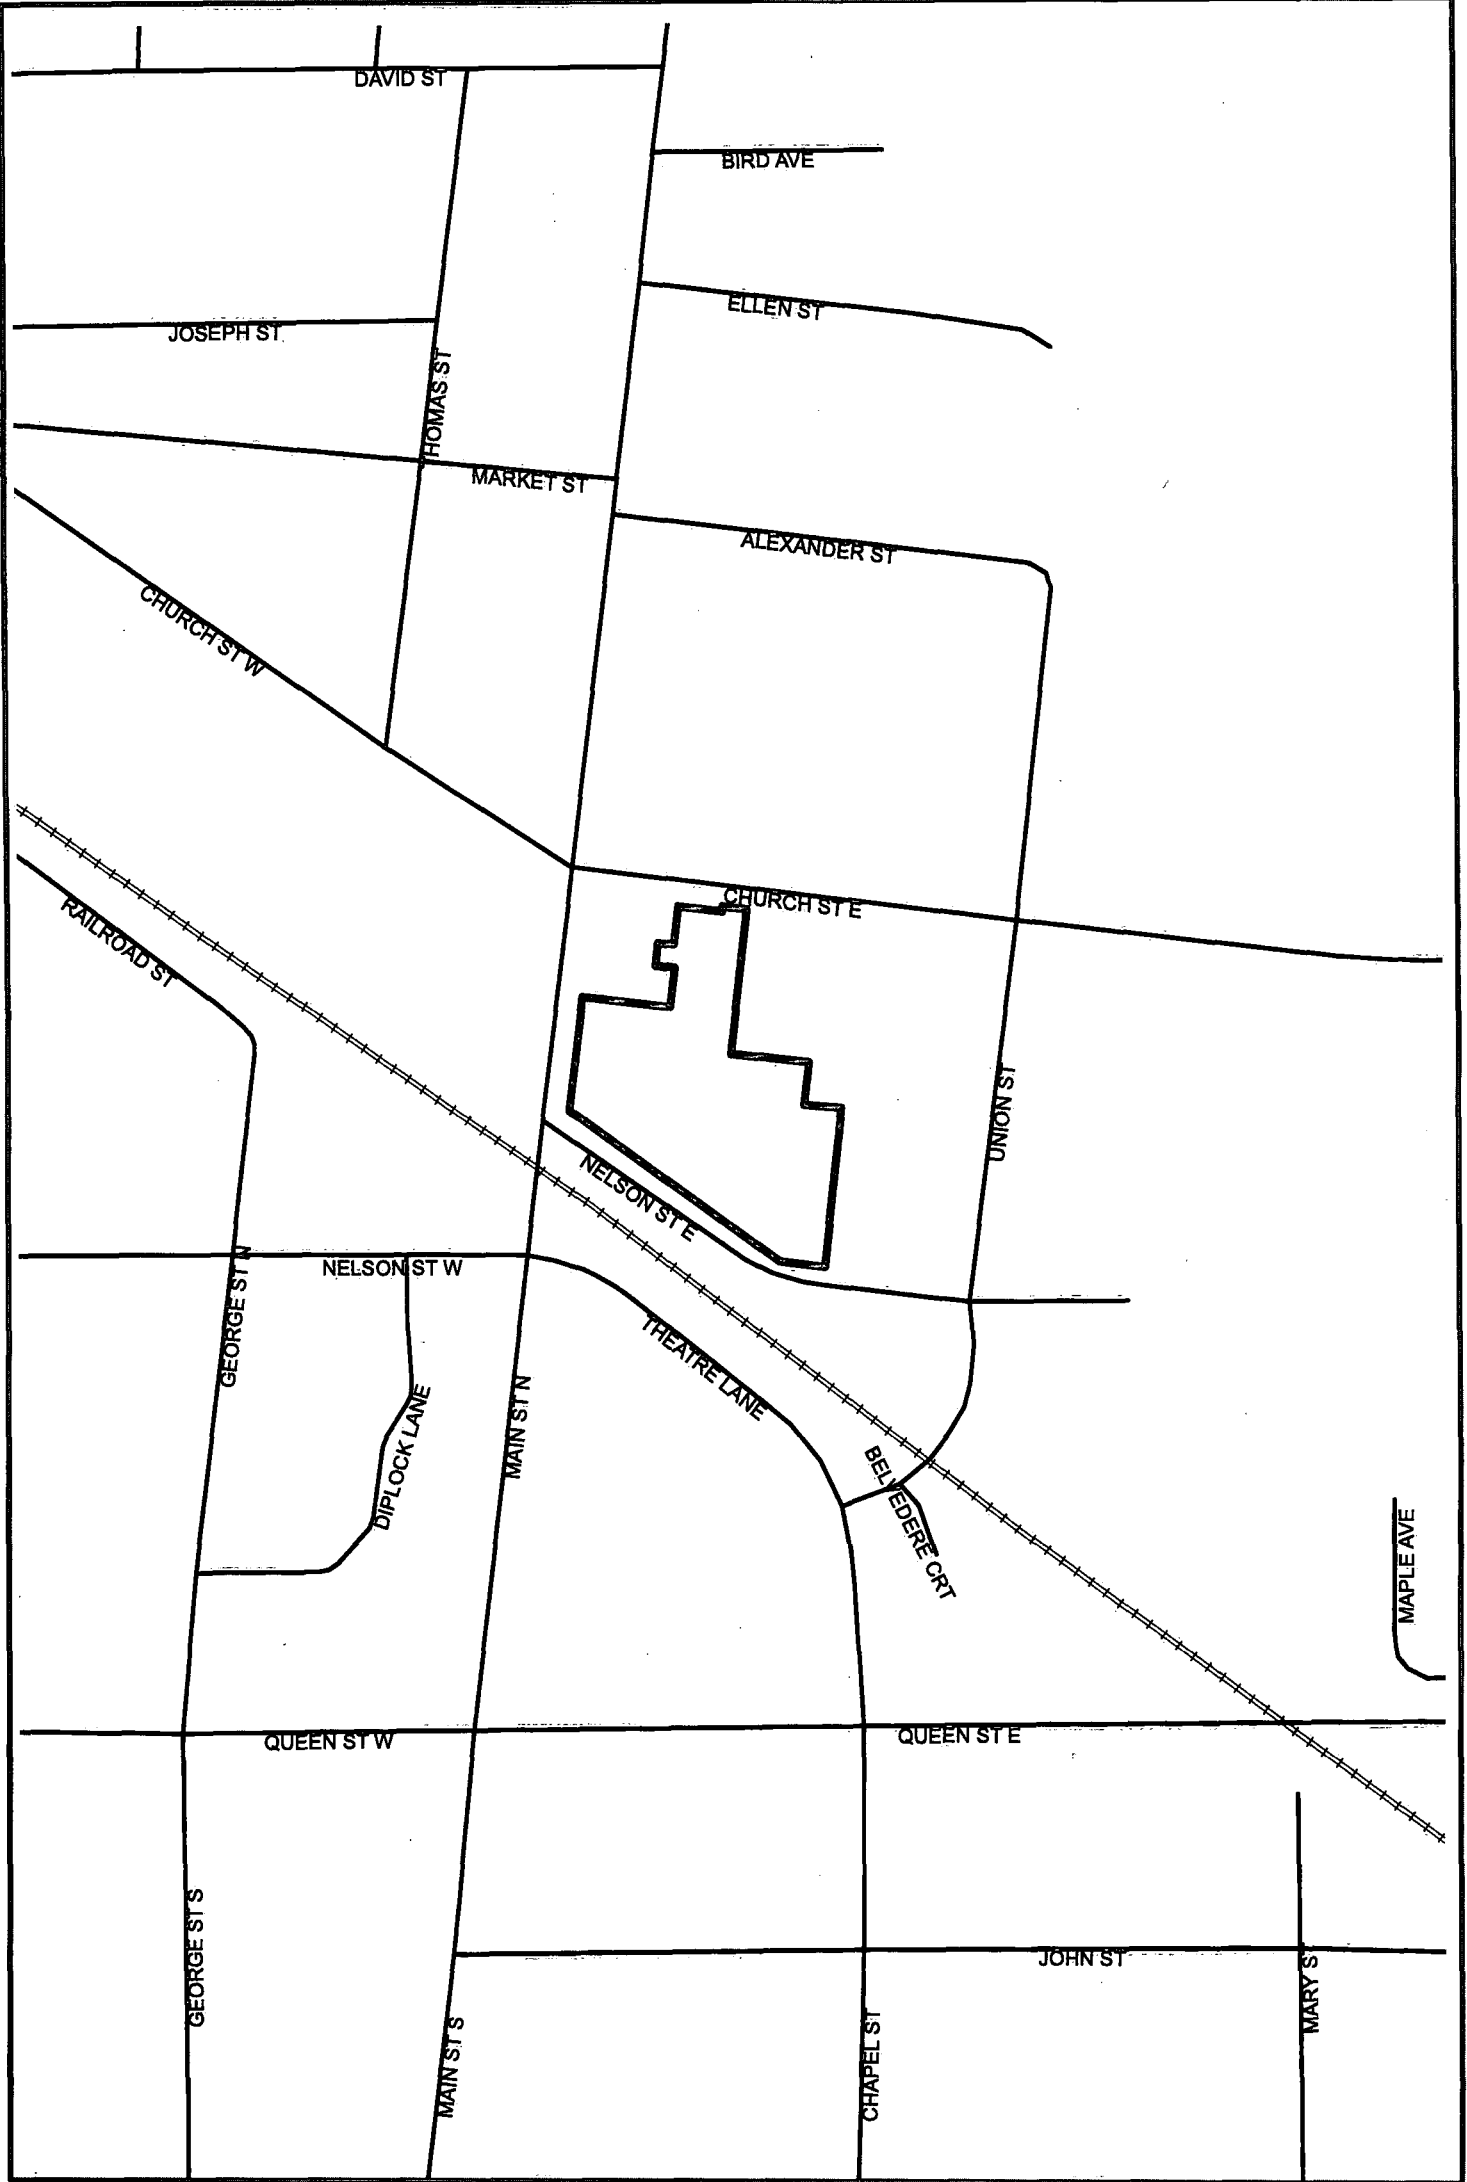 DAVID ST
BIRD AVE
ELLEN ST
JOSEPH ST
THOMAS ST
MARKET ST
ALEXANDER ST
CHURCH ST W
CHURCH ST E
RAILROAD ST
UNION ST
NELSON ST E
NELSON ST W
GEORGE ST N
THEATRE LANE
DIPLOCK LANE
MAIN ST N
BELVEDERE CRT
MAPLE AVE
QUEEN ST W
QUEEN ST E
GEORGE ST S
JOHN ST
MARY ST
MAIN ST S
CHAPEL ST